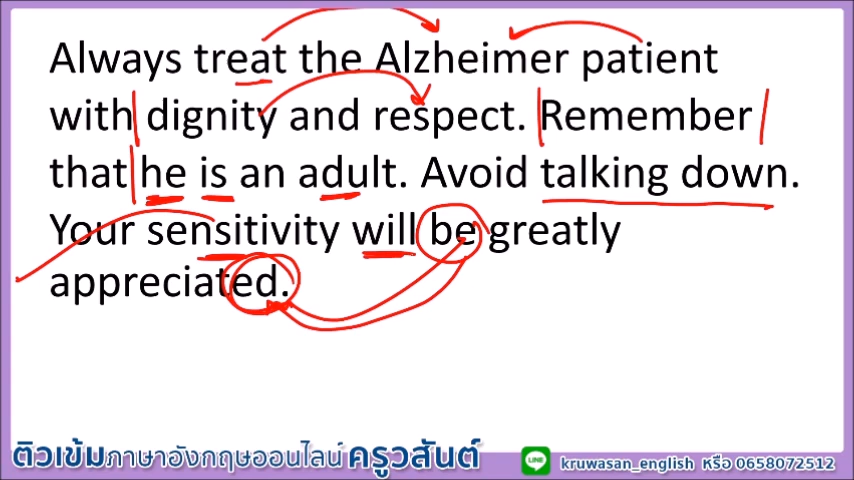 Always treat the Alzheimer patient
with dignity and respect. Remember
that he is an adult. Avoid talking down.
Your sensitivity will be greatly
appreciated.
ติวเข้มภาษาอังกฤษออนไลน์ ครูวสันต์ LINE kruwasan_english หรือ 0658072512